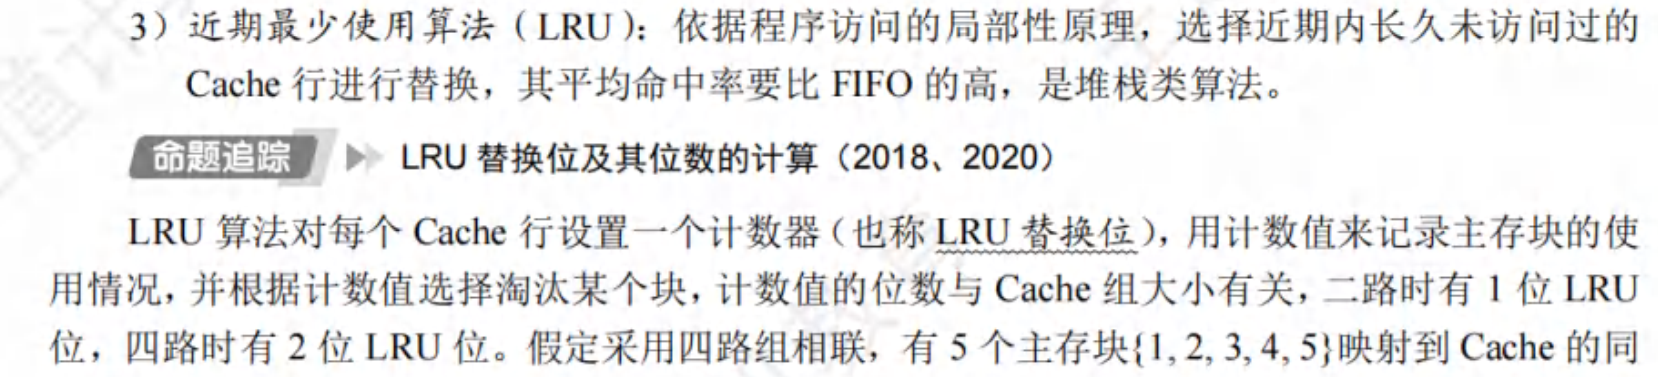 3）近期最少使用算法（LRU）：依据程序访问的局部性原理，选择近期内长久未访问过的
Cache 行进行替换，其平均命中率要比 FIFO 的高，是堆栈类算法。
命题追踪 LRU 替换位及其位数的计算（2018、2020）
LRU 算法对每个 Cache 行设置一个计数器（也称 LRU 替换位），用计数值来记录主存块的使
用情况，并根据计数值选择淘汰某个块，计数值的位数与 Cache 组大小有关，二路时有 1 位 LRU
位，四路时有 2 位 LRU 位。假定采用四路组相联，有 5 个主存块{1, 2, 3, 4, 5}映射到 Cache 的同